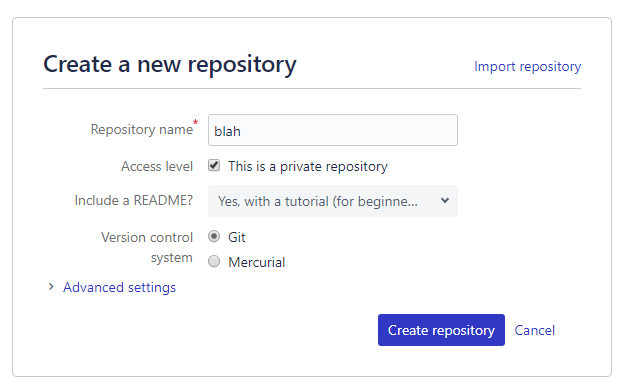 Create a new repository
Import repository
Repository name*
blah
Access level
This is a private repository
Include a README?
Yes, with a tutorial (for beginne...
Version control
system
Git
Mercurial
Advanced settings
Create repository
Cancel